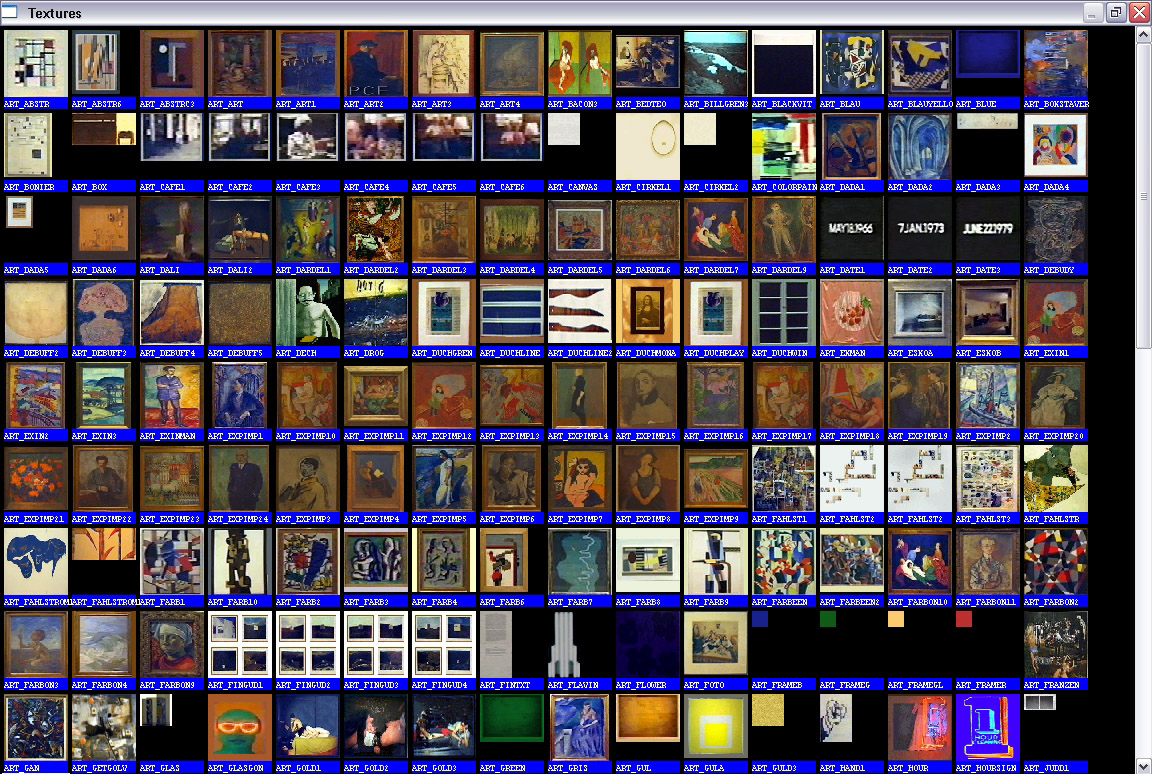 Textures
ART_ABSTR ART_ABSTR6 ART_ABSTRC3 ART_ART ART_ART1 ART_ART2 ART_ART3 ART_ART4 ART_BACON3 ART_BEDTEO ART_BILLGREN3 ART_BLACKVIT ART_BLAU ART_BLAUYELLO ART_BLUE ART_BOKSTAVER
ART_BONIER ART_BOX ART_CAFE1 ART_CAFE2 ART_CAFE3 ART_CAFE4 ART_CAFE5 ART_CAFE6 ART_CANVAS ART_CIRKEL1 ART_CIRKEL2 ART_COLORPAIN ART_DADA1 ART_DADA2 ART_DADA3 ART_DADA4
MAY18,1966 7JAN.1973 JUNE22,1979
ART_DADA5 ART_DADA6 ART_DALI ART_DALI2 ART_DARDEL1 ART_DARDEL2 ART_DARDEL3 ART_DARDEL4 ART_DARDEL5 ART_DARDEL6 ART_DARDEL7 ART_DARDEL9 ART_DATE1 ART_DATE2 ART_DATE3 ART_DEBUDY
ART_DEBUFF2 ART_DEBUFF3 ART_DEBUFF4 ART_DEBUFF5 ART_DECH ART_DROG ART_DUCHGREN ART_DUCHLINE ART_DUCHLINE2 ART_DUCHMONA ART_DUCHPLAY ART_DUCHWIN ART_EKMAN ART_ESKOA ART_ESKOB ART_EXIN1
ART_EXIN2 ART_EXIN3 ART_EXINMAN ART_EXPIMP1 ART_EXPIMP10 ART_EXPIMP11 ART_EXPIMP12 ART_EXPIMP13 ART_EXPIMP14 ART_EXPIMP15 ART_EXPIMP16 ART_EXPIMP17 ART_EXPIMP18 ART_EXPIMP19 ART_EXPIMP2 ART_EXPIMP20
ART_EXPIMP21 ART_EXPIMP22 ART_EXPIMP23 ART_EXPIMP24 ART_EXPIMP3 ART_EXPIMP4 ART_EXPIMP5 ART_EXPIMP6 ART_EXPIMP7 ART_EXPIMP8 ART_EXPIMP9 ART_FAHLST1 ART_FAHLST2 ART_FAHLST2 ART_FAHLST3 ART_FAHLSTR
ART_FAHLSTROM1 ART_FAHLSTROM1 ART_FARB1 ART_FARB10 ART_FARB2 ART_FARB3 ART_FARB4 ART_FARB6 ART_FARB7 ART_FARB8 ART_FARB9 ART_FARBEEN ART_FARBEEN2 ART_FARBON10 ART_FARBON11 ART_FARBON2
ART_FARBON3 ART_FARBON4 ART_FARBON9 ART_FINGUD1 ART_FINGUD2 ART_FINGUD3 ART_FINGUD4 ART_FINTXT ART_FLAVIN ART_FLOWER ART_FOTO ART_FRAMEB ART_FRAMEG ART_FRAMEGL ART_FRAMER ART_FRANZEN
ART_GAN ART_GETGOLV ART_GLAS ART_GLASGON ART_GOLD1 ART_GOLD2 ART_GOLD3 ART_GREEN ART_GRIS ART_GUL ART_GULA ART_GULD3 ART_HAND1 ART_HOUR ART_HOURSIGN ART_JUDD1